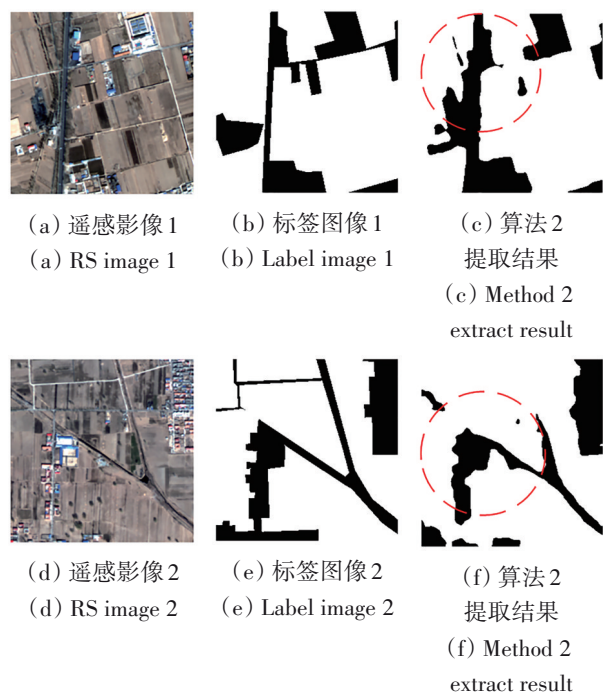 (a) 遥感影像1
(a) RS image 1
(b) 标签图像1
(b) Label image 1
(c) 算法2
提取结果
(c) Method 2
extract result
(d) 遥感影像2
(d) RS image 2
(e) 标签图像2
(e) Label image 2
(f) 算法2
提取结果
(f) Method 2
extract result